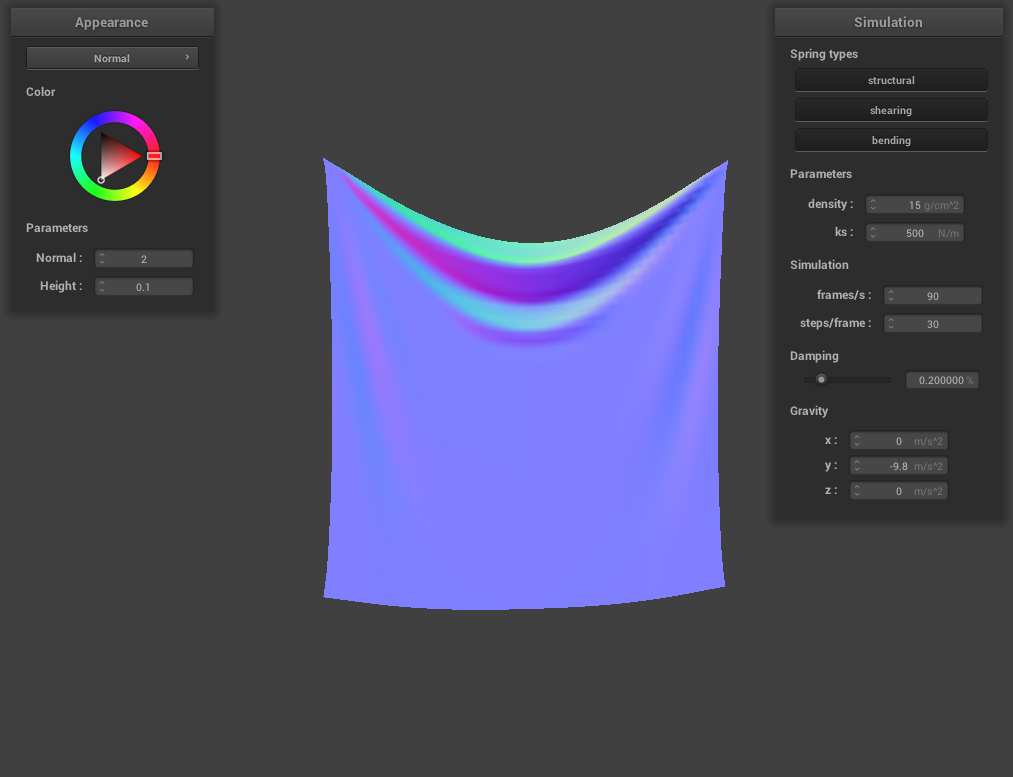 Appearance
Normal
Color
Parameters
Normal : 2
Height : 0.1
Simulation
Spring types
structural
shearing
bending
Parameters
density : 15 g/cm^2
ks : 500 N/m
Simulation
frames/s : 90
steps/frame : 30
Damping
0.200000 %
Gravity
x : 0 m/s^2
y : -9.8 m/s^2
z : 0 m/s^2